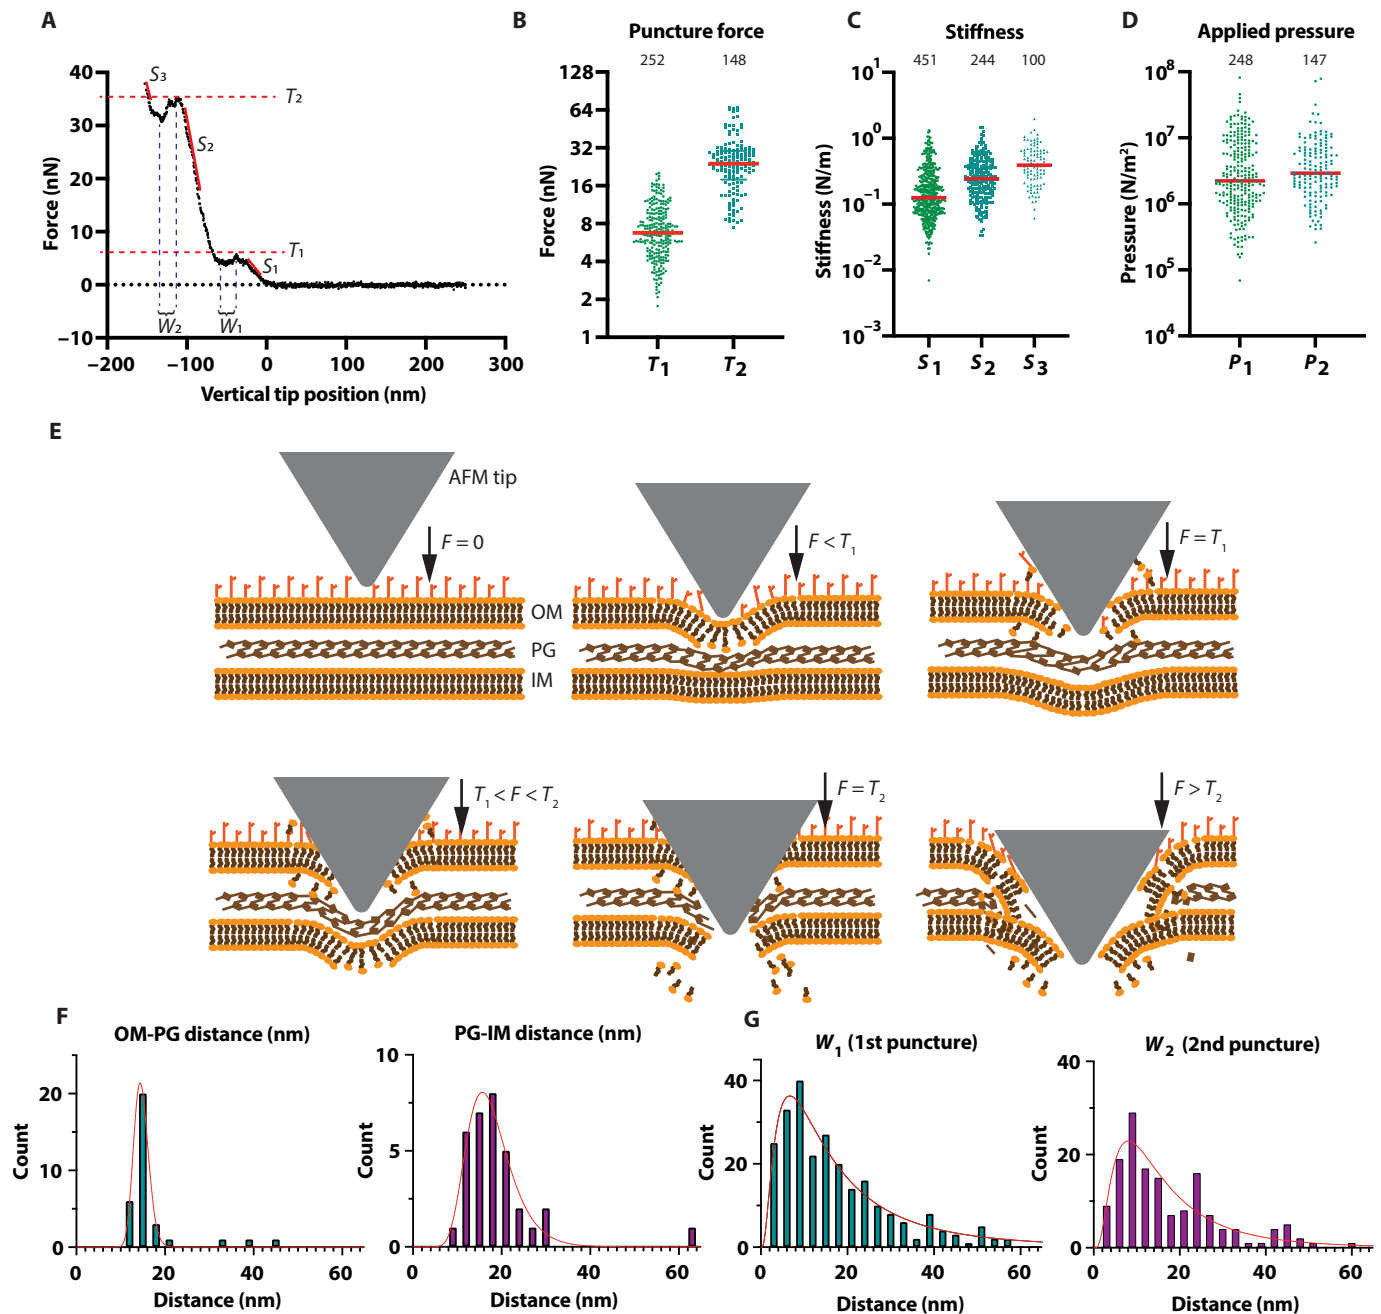 A
40
30
20
10
0
−10
Force (nN)
S3
T2
S2
T1
S1
W2
W1
−200
−100
0
100
200
300
Vertical tip position (nm)
B
Puncture force
252
148
128
64
32
16
8
4
2
1
Force (nN)
T1
T2
C
Stiffness
451
244
100
10^1
10^0
10^−1
10^−2
10^−3
Stiffness (N/m)
S1
S2
S3
D
Applied pressure
248
147
10^8
10^7
10^6
10^5
10^4
Pressure (N/m²)
P1
P2
E
AFM tip
F = 0
F < T1
F = T1
OM
PG
IM
T1 < F < T2
F = T2
F > T2
F
OM-PG distance (nm)
20
10
0
Count
0
20
40
60
Distance (nm)
PG-IM distance (nm)
10
5
0
Count
0
20
40
60
Distance (nm)
G
W1 (1st puncture)
40
20
0
Count
0
20
40
60
Distance (nm)
W2 (2nd puncture)
40
20
0
Count
0
20
40
60
Distance (nm)